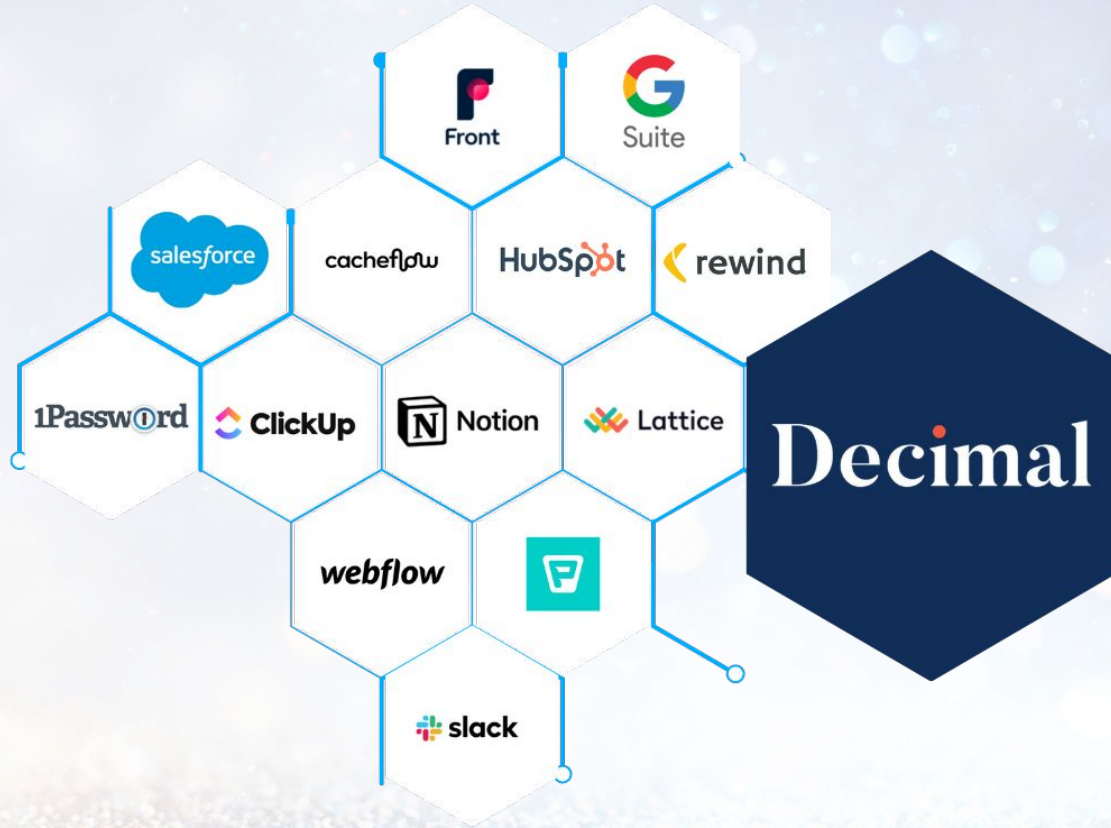 Front
G
Suite
salesforce
cacheflow
HubSpot
rewind
1Password
ClickUp
N Notion
Lattice
Decimal
webflow
P
slack